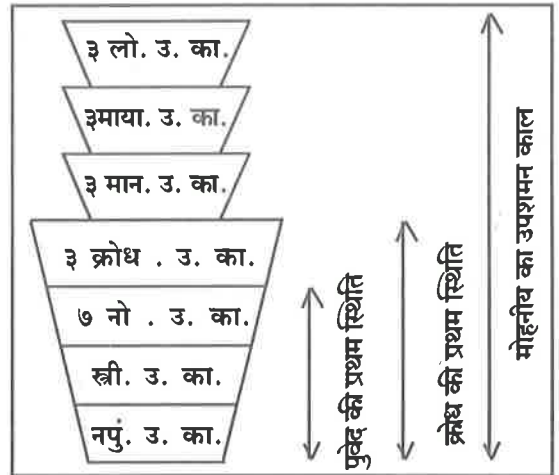 ३ लो. उ. का.
३माया. उ. का.
३ मान. उ. का.
३ क्रोध . उ. का.
७ नो . उ. का.
स्त्री. उ. का.
नपुं. उ. का.
पुवेद की प्रथम स्थिति
क्रोध की प्रथम स्थिति
मोहनीय का उपशमन काल